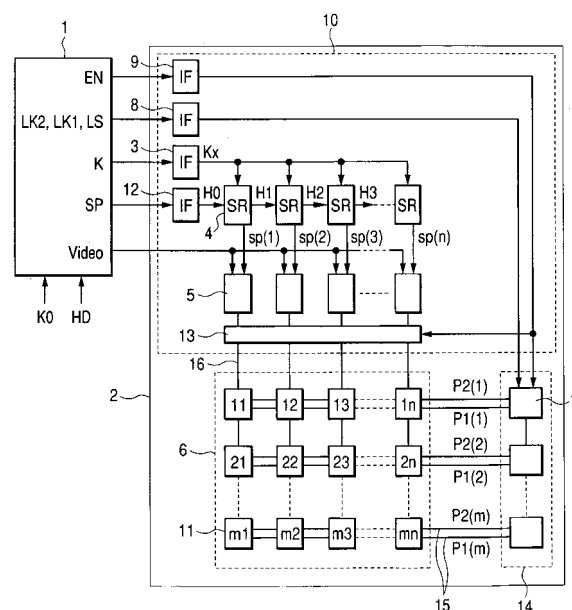 1
10
9
EN
IF
8
LK2, LK1, LS
IF
3
K
IF
Kx
12
SP
IF
H0
SR
H1
SR
H2
SR
H3
SR
4
sp(1)
sp(2)
sp(3)
sp(n)
Video
5
K0
HD
13
16
2
6
11
12
13
1n
P2(1)
P1(1)
21
22
23
2n
P2(2)
P1(2)
11
m1
m2
m3
mn
P2(m)
P1(m)
15
14